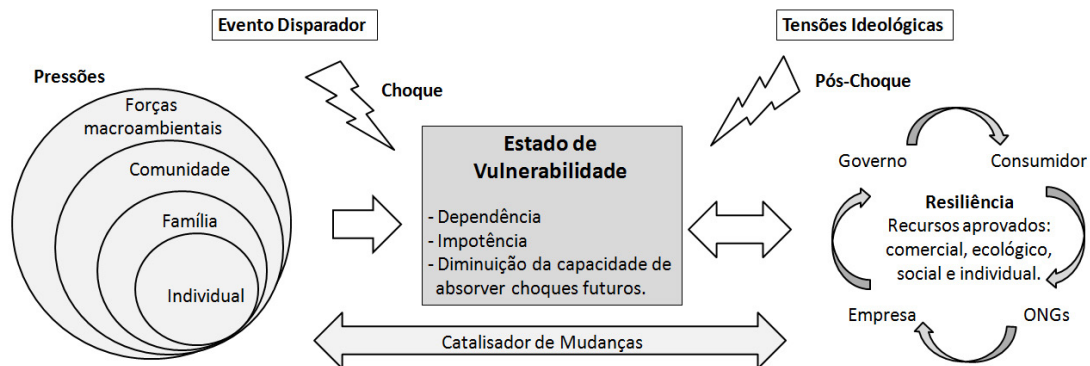 Evento Disparador
Tensões Ideológicas
Pressões
Forças
macroambientais
Comunidade
Família
Individual
Choque
Pós-Choque
Estado de
Vulnerabilidade
- Dependência
- Impotência
- Diminuição da capacidade de
absorver choques futuros.
Catalisador de Mudanças
Governo
Consumidor
Resiliência
Recursos aprovados:
comercial, ecológico,
social e individual.
Empresa
ONGs